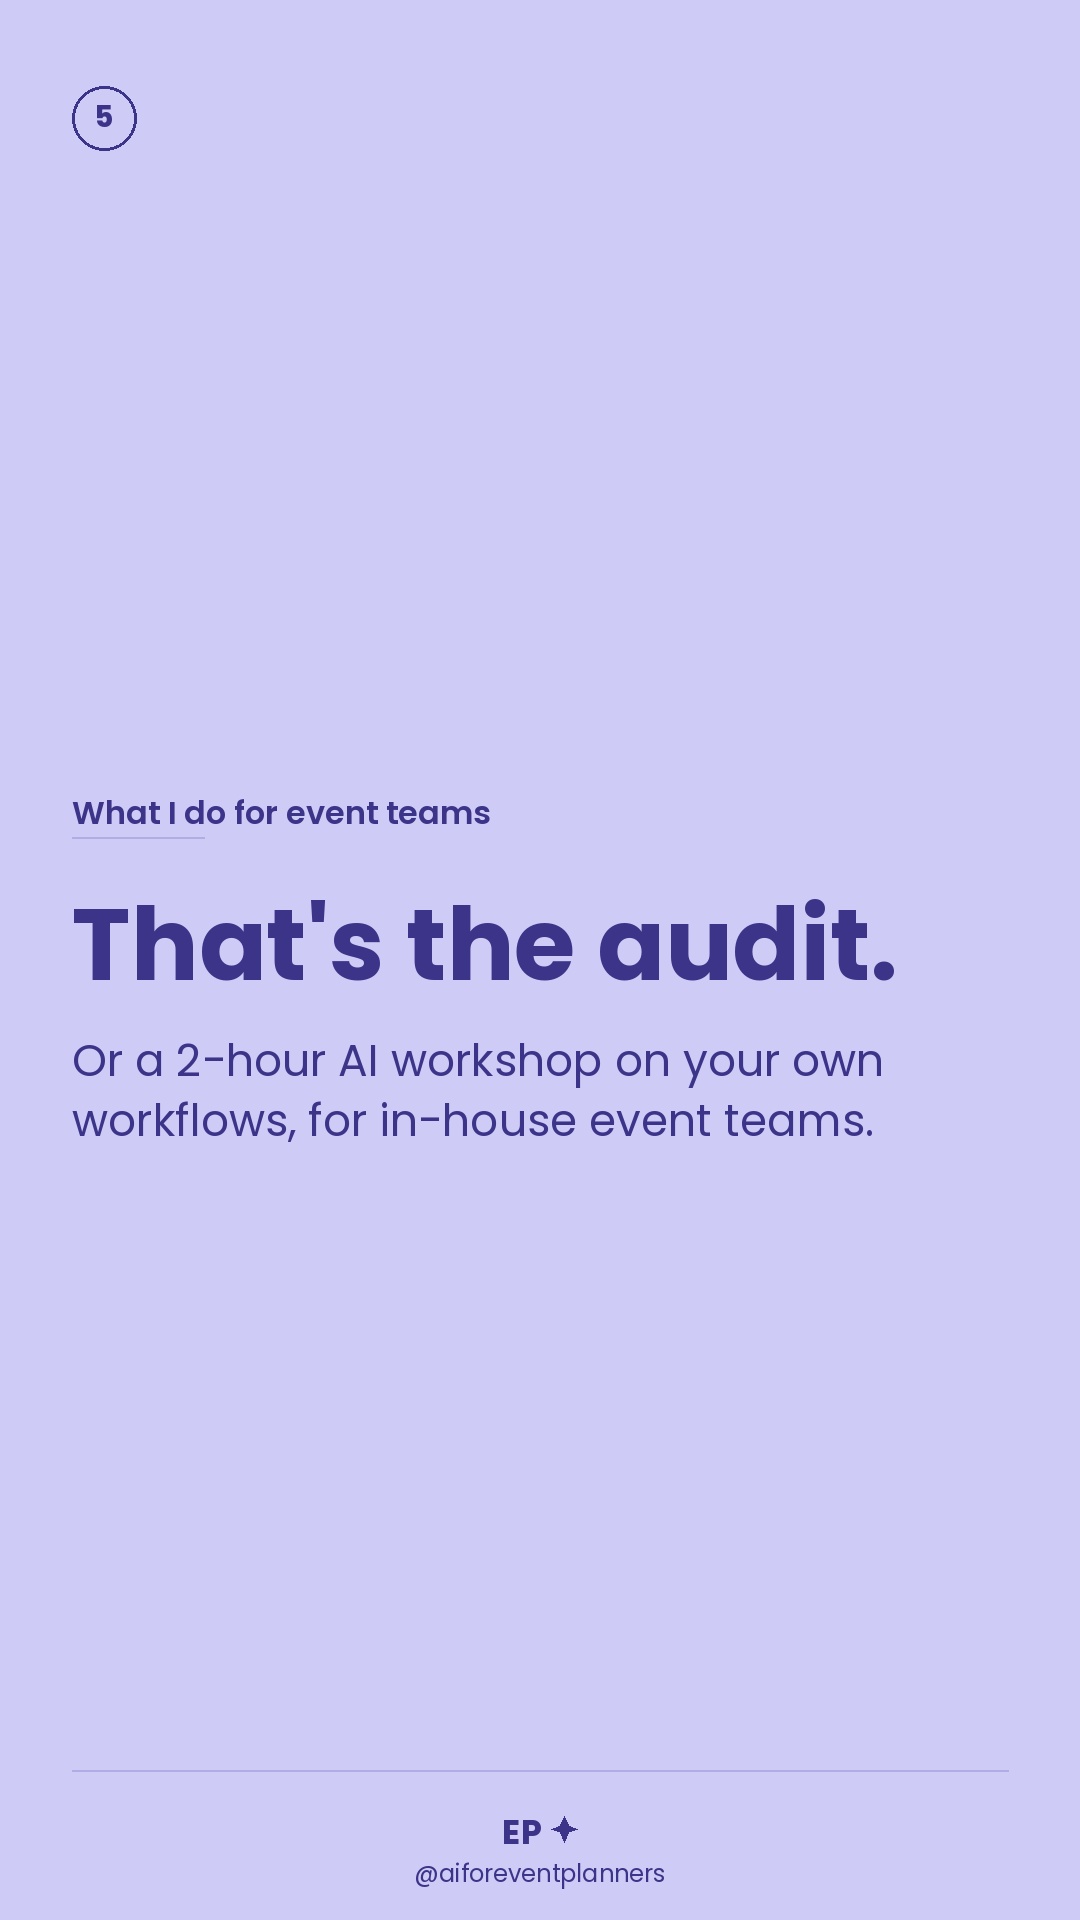 5
What I do for event teams
That's the audit.
Or a 2-hour AI workshop on your own
workflows, for in-house event teams.
EP
@aiforeventplanners